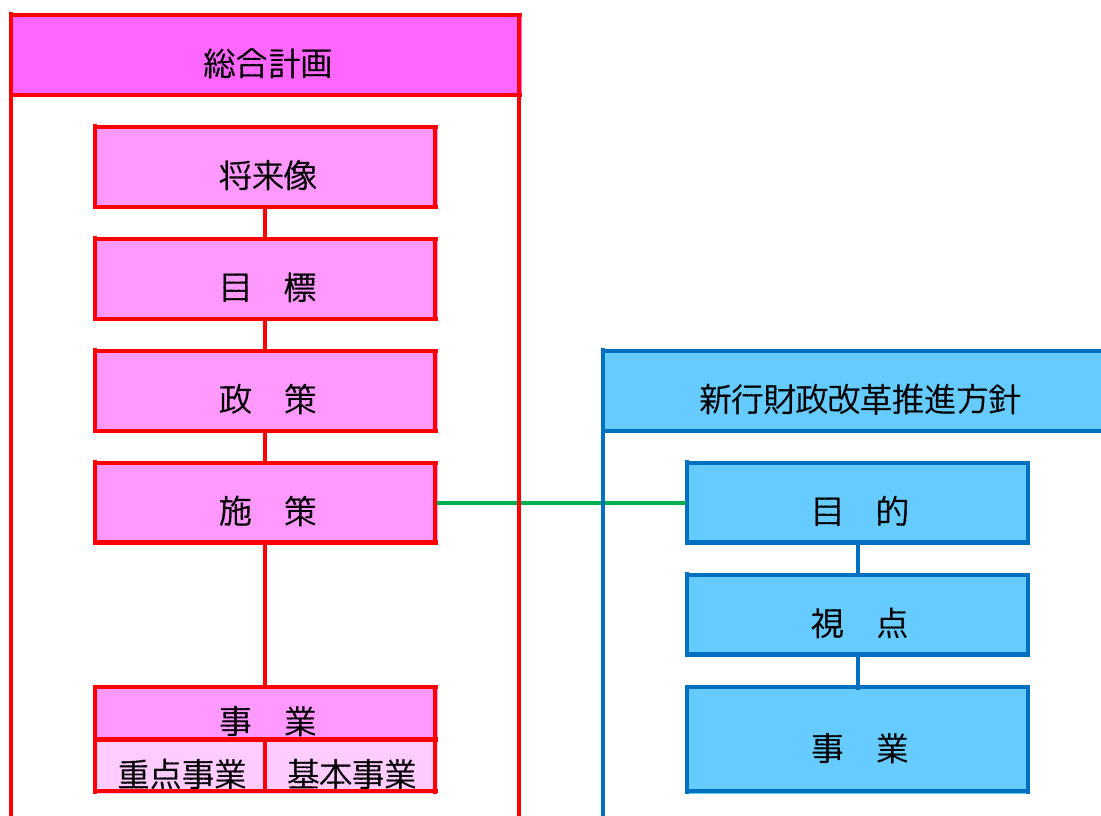 総合計画
将来像
目　標
政　策
施　策
事　業
重点事業　基本事業
新行財政改革推進方針
目　的
視　点
事　業